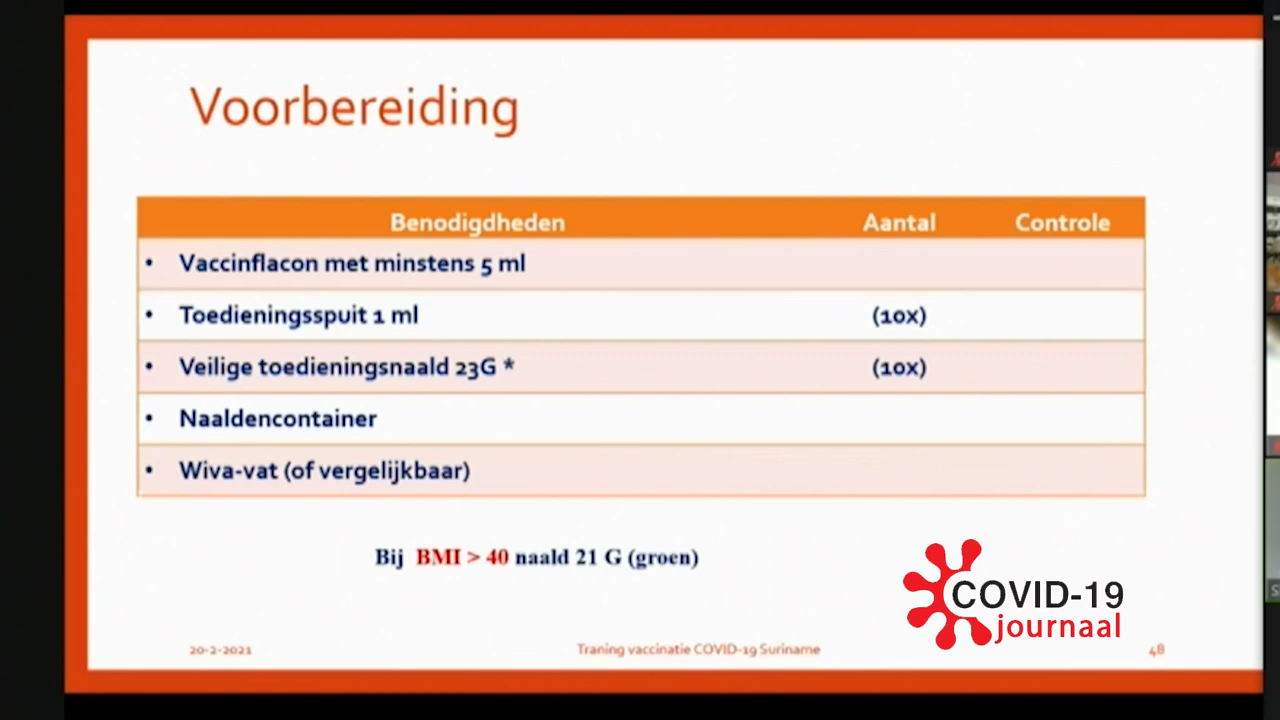 Voorbereiding
Benodigdheden Aantal Controle
• Vaccinflacon met minstens 5 ml
• Toedieningsspuit 1 ml (10x)
• Veilige toedieningsnaald 23G * (10x)
• Naaldencontainer
• Wiva-vat (of vergelijkbaar)
Bij BMI > 40 naald 21 G (groen)
COVID-19
journaal
20-2-2021 Traning vaccinatie COVID-19 Suriname 48